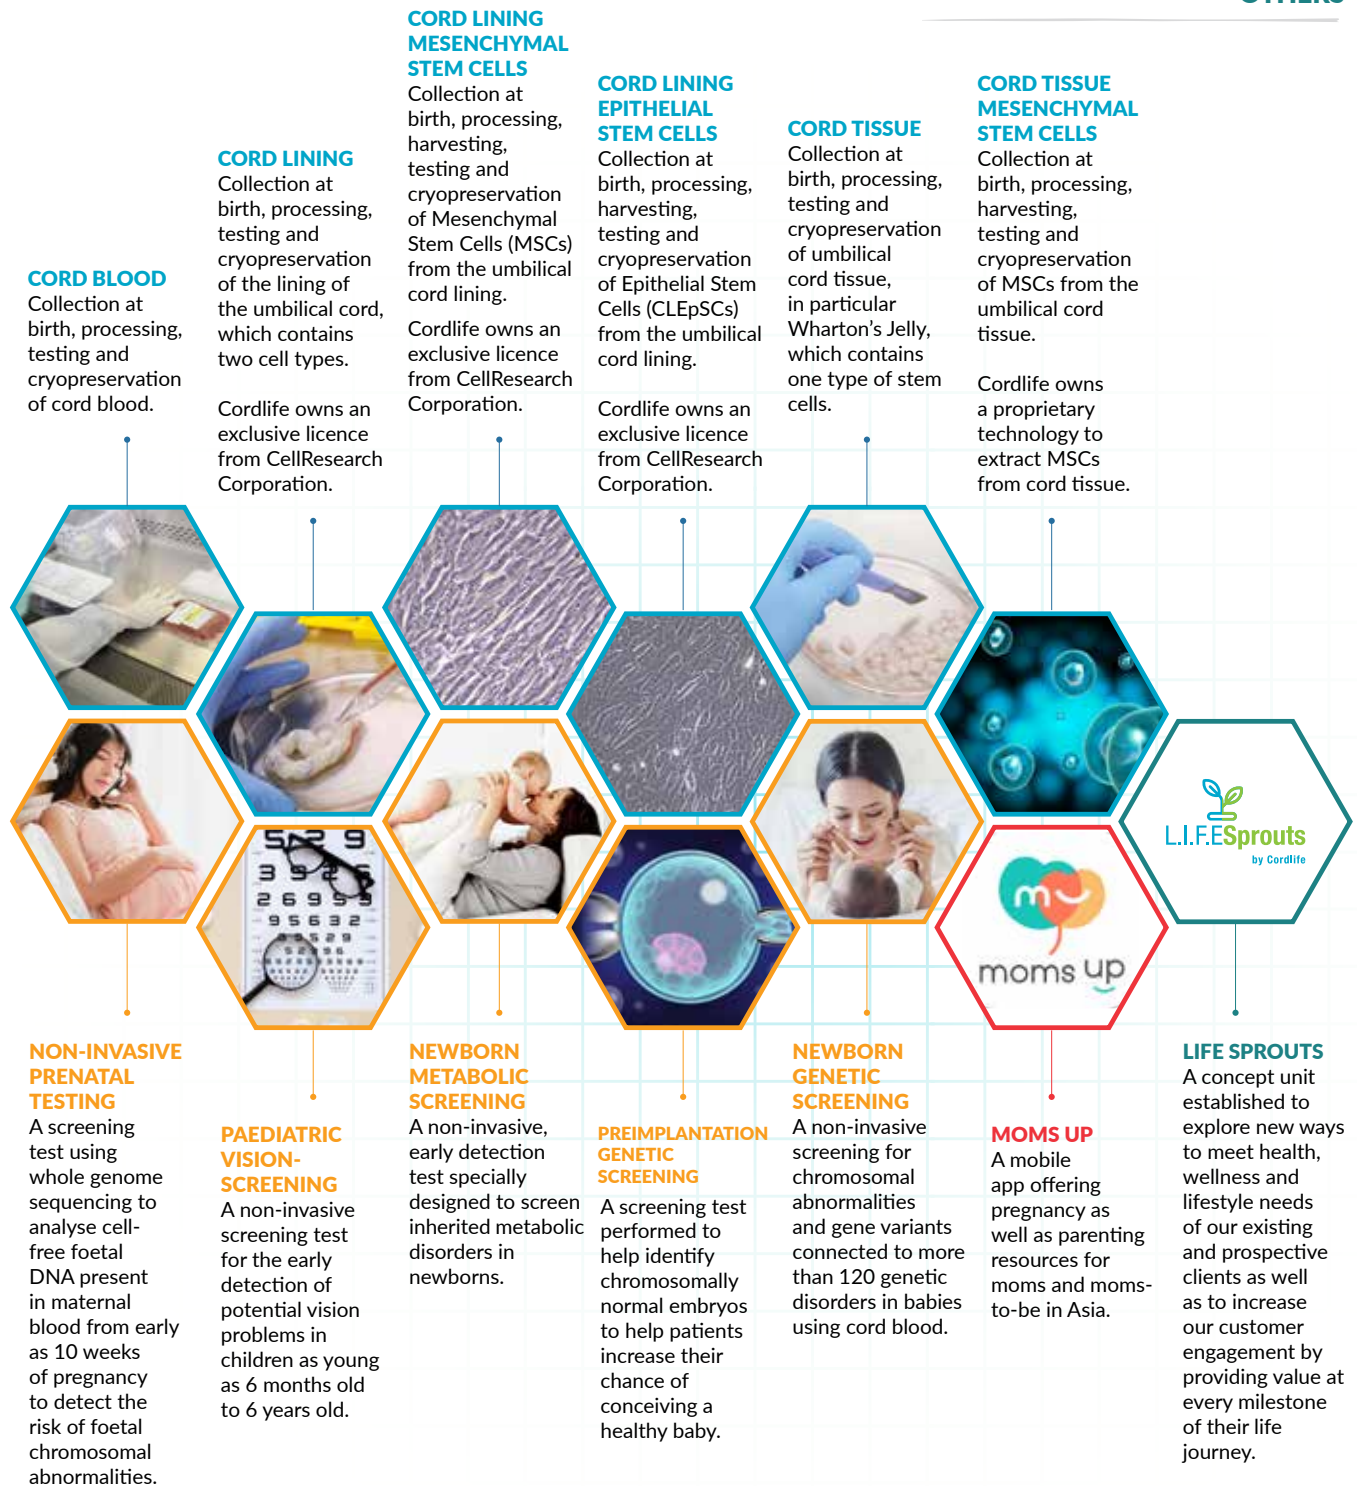 OTHERS
CORD BLOOD
Collection at
birth, processing,
testing and
cryopreservation
of cord blood.
CORD LINING
Collection at
birth, processing,
testing and
cryopreservation
of the lining of
the umbilical cord,
which contains
two cell types.
Cordlife owns an
exclusive licence
from CellResearch
Corporation.
CORD LINING
MESENCHYMAL
STEM CELLS
Collection at
birth, processing,
harvesting,
testing and
cryopreservation
of Mesenchymal
Stem Cells (MSCs)
from the umbilical
cord lining.
Cordlife owns an
exclusive licence
from CellResearch
Corporation.
CORD LINING
EPITHELIAL
STEM CELLS
Collection at
birth, processing,
harvesting,
testing and
cryopreservation
of Epithelial Stem
Cells (CLEpSCs)
from the umbilical
cord lining.
Cordlife owns an
exclusive licence
from CellResearch
Corporation.
CORD TISSUE
Collection at
birth, processing,
testing and
cryopreservation
of umbilical
cord tissue,
in particular
Wharton's Jelly,
which contains
one type of stem
cells.
CORD TISSUE
MESENCHYMAL
STEM CELLS
Collection at
birth, processing,
harvesting,
testing and
cryopreservation
of MSCs from the
umbilical cord
tissue.
Cordlife owns
a proprietary
technology to
extract MSCs
from cord tissue.
L.I.F.ESprouts
by Cordlife
my
moms up
NON-INVASIVE
PRENATAL
TESTING
A screening
test using
whole genome
sequencing to
analyse cell-
free foetal
DNA present
in maternal
blood from early
as 10 weeks
of pregnancy
to detect the
risk of foetal
chromosomal
abnormalities.
PAEDIATRIC
VISION-
SCREENING
A non-invasive
screening test
for the early
detection of
potential vision
problems in
children as young
as 6 months old
to 6 years old.
NEWBORN
METABOLIC
SCREENING
A non-invasive,
early detection
test specially
designed to screen
inherited metabolic
disorders in
newborns.
PREIMPLANTATION
GENETIC
SCREENING
A screening test
performed to
help identify
chromosomally
normal embryos
to help patients
increase their
chance of
conceiving a
healthy baby.
NEWBORN
GENETIC
SCREENING
A non-invasive
screening for
chromosomal
abnormalities
and gene variants
connected to more
than 120 genetic
disorders in babies
using cord blood.
MOMS UP
A mobile
app offering
pregnancy as
well as parenting
resources for
moms and moms-
to-be in Asia.
LIFE SPROUTS
A concept unit
established to
explore new ways
to meet health,
wellness and
lifestyle needs
of our existing
and prospective
clients as well
as to increase
our customer
engagement by
providing value at
every milestone
of their life
journey.